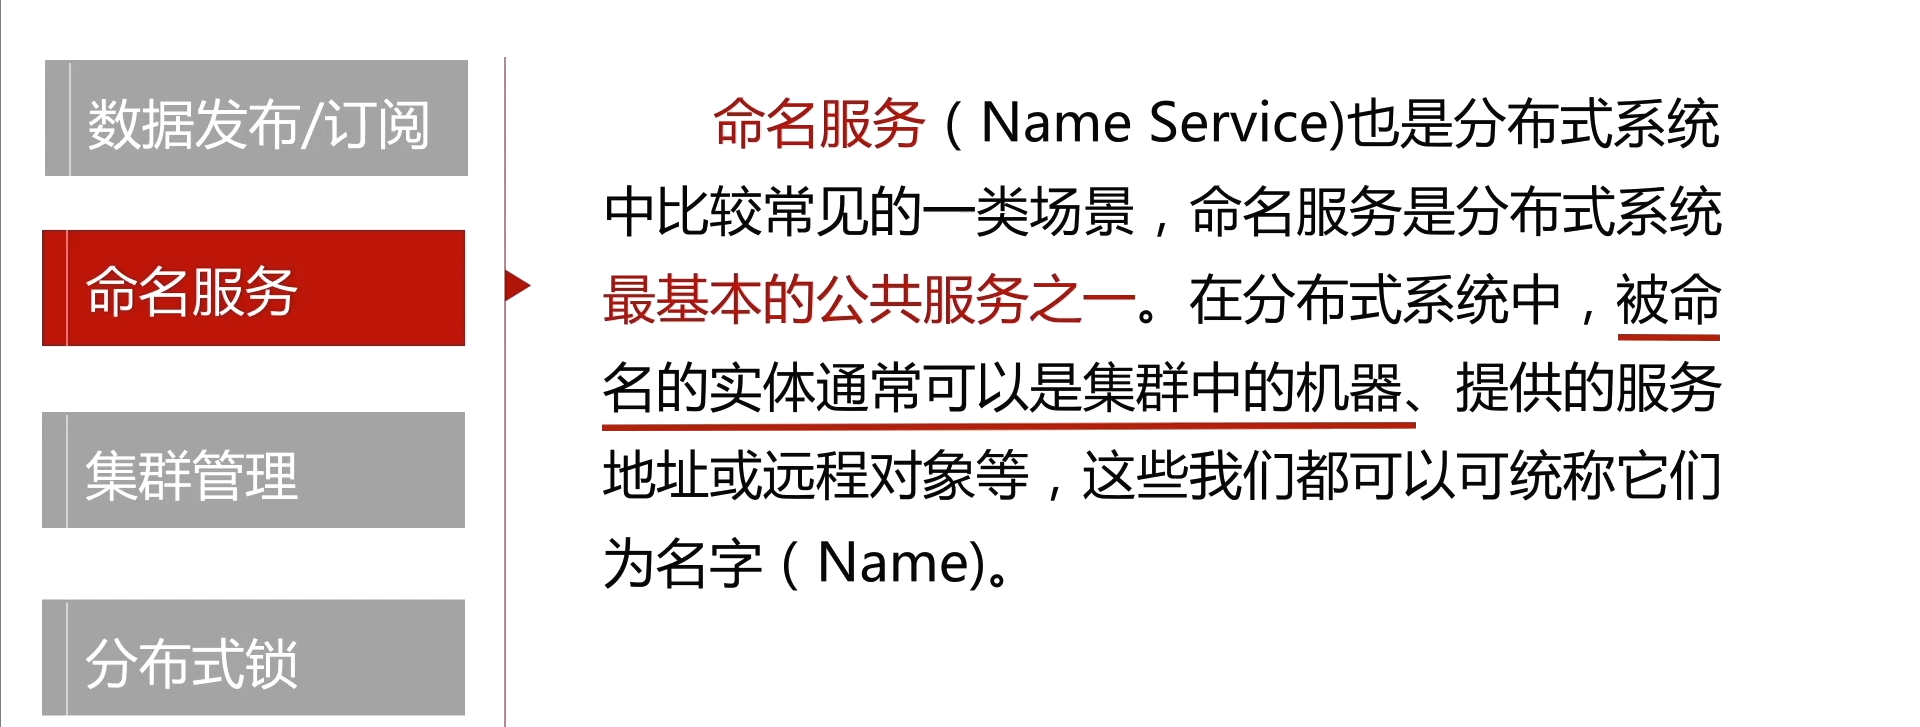 数据发布/订阅
命名服务
集群管理
分布式锁
命名服务（Name Service)也是分布式系统
中比较常见的一类场景，命名服务是分布式系统
最基本的公共服务之一。在分布式系统中，被命
名的实体通常可以是集群中的机器、提供的服务
地址或远程对象等，这些我们都可以可统称它们
为名字（Name)。